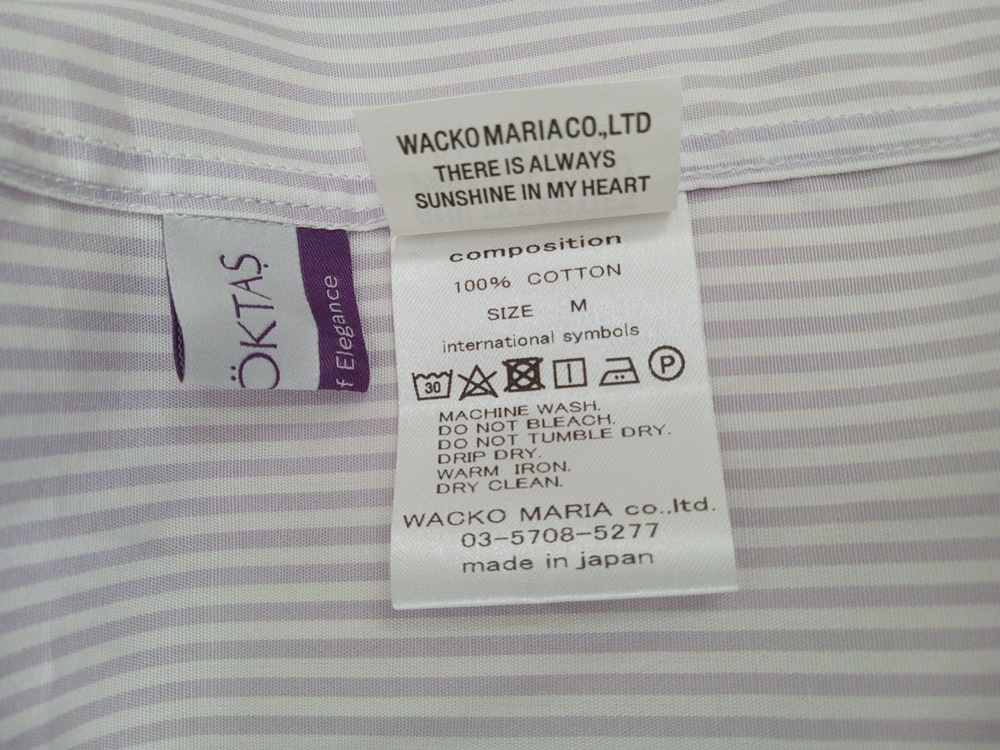 WACKO MARIA CO.,LTD
THERE IS ALWAYS
SUNSHINE IN MY HEART
composition
100% COTTON
SIZE M
international symbols
30 P
MACHINE WASH.
DO NOT BLEACH.
DO NOT TUMBLE DRY.
DRIP DRY.
WARM IRON.
DRY CLEAN.
WACKO MARIA co.,ltd.
03-5708-5277
made in japan
ÖKTAŞ
f Elegance